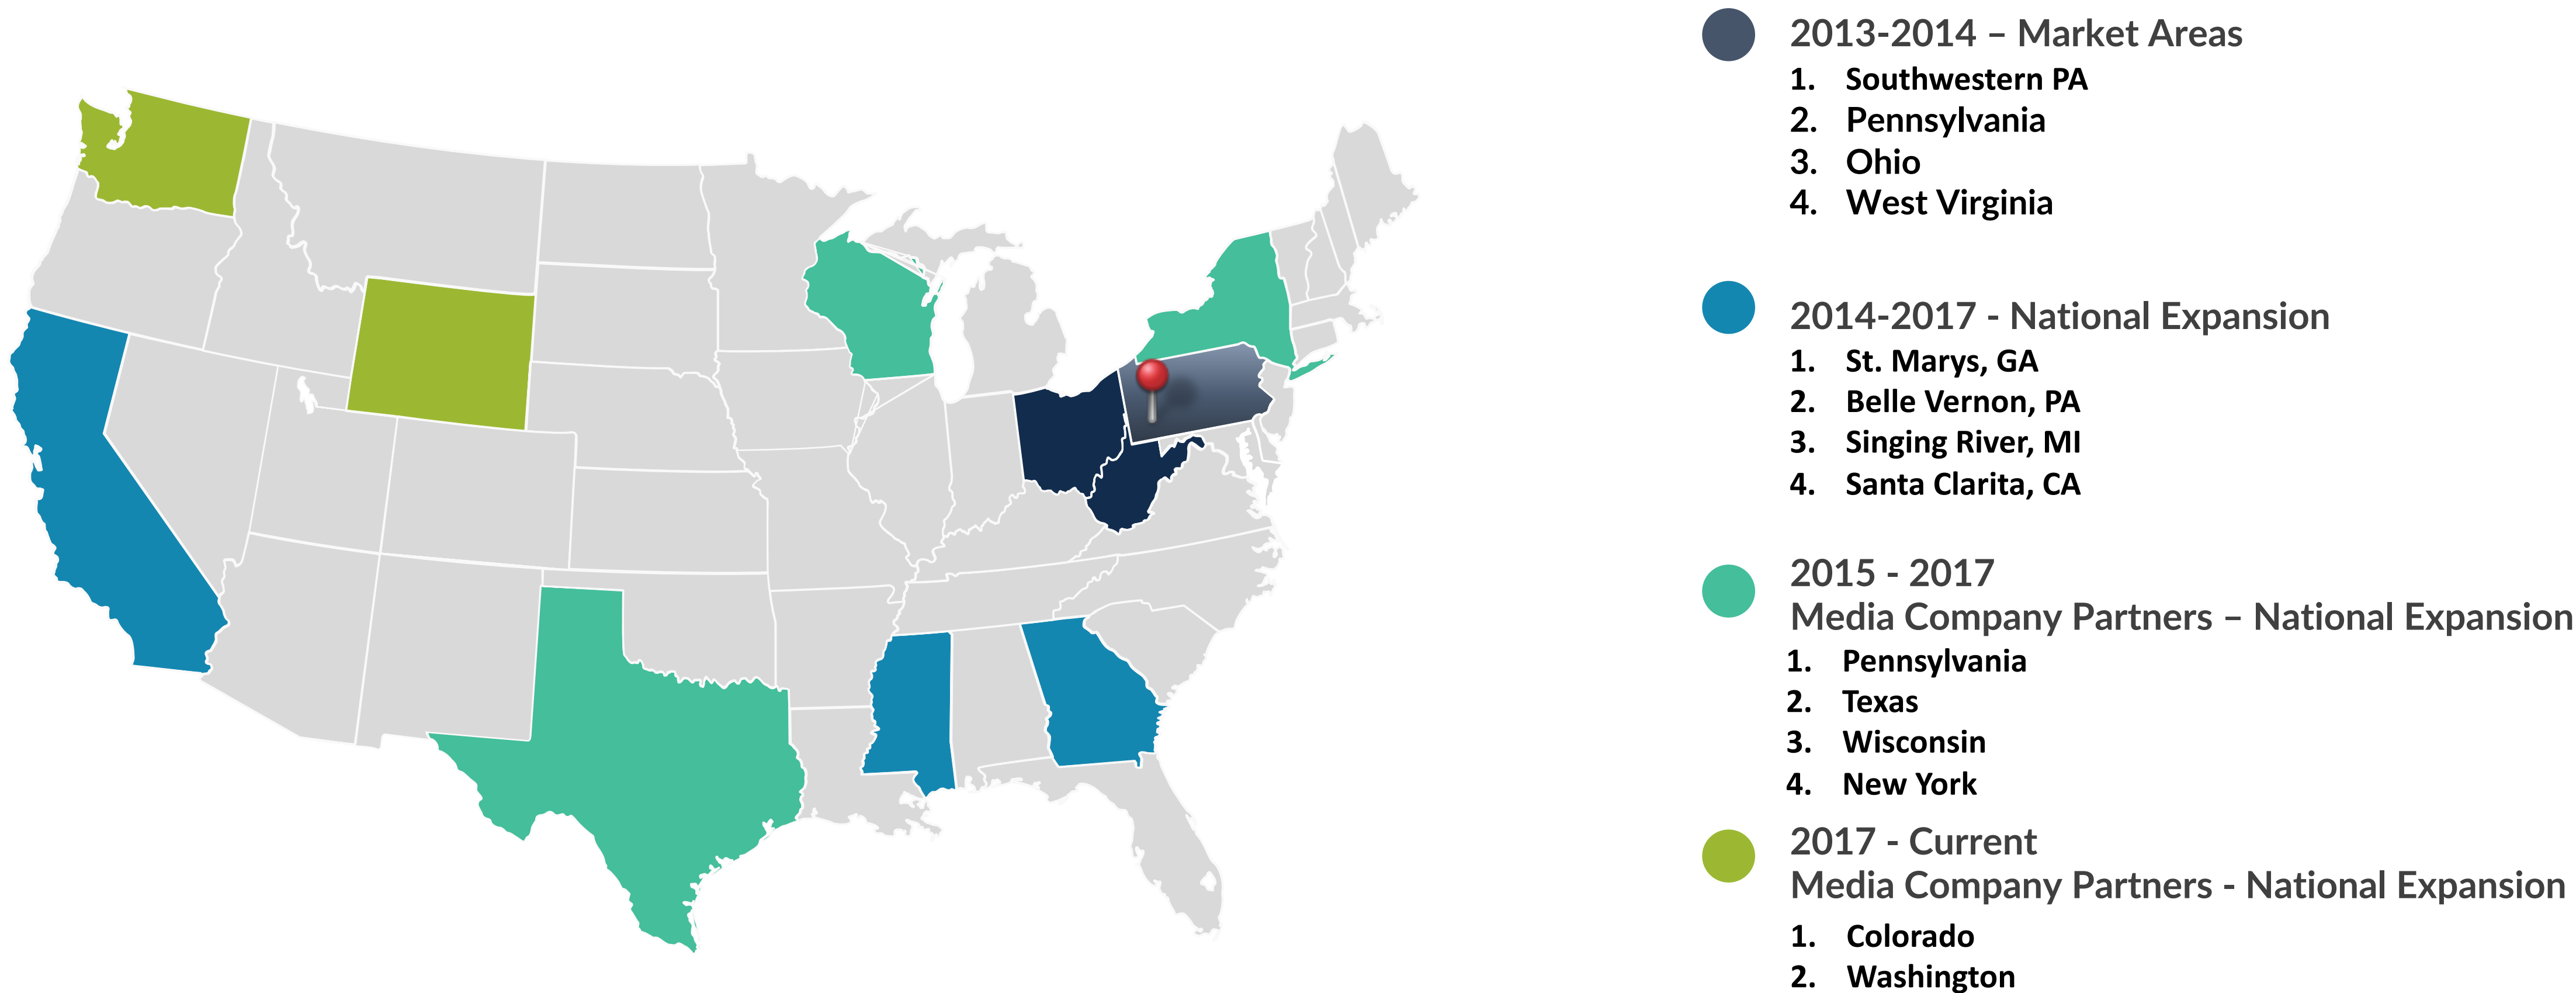 2013-2014 – Market Areas
1. Southwestern PA
2. Pennsylvania
3. Ohio
4. West Virginia
2014-2017 - National Expansion
1. St. Marys, GA
2. Belle Vernon, PA
3. Singing River, MI
4. Santa Clarita, CA
2015 - 2017
Media Company Partners – National Expansion
1. Pennsylvania
2. Texas
3. Wisconsin
4. New York
2017 - Current
Media Company Partners - National Expansion
1. Colorado
2. Washington